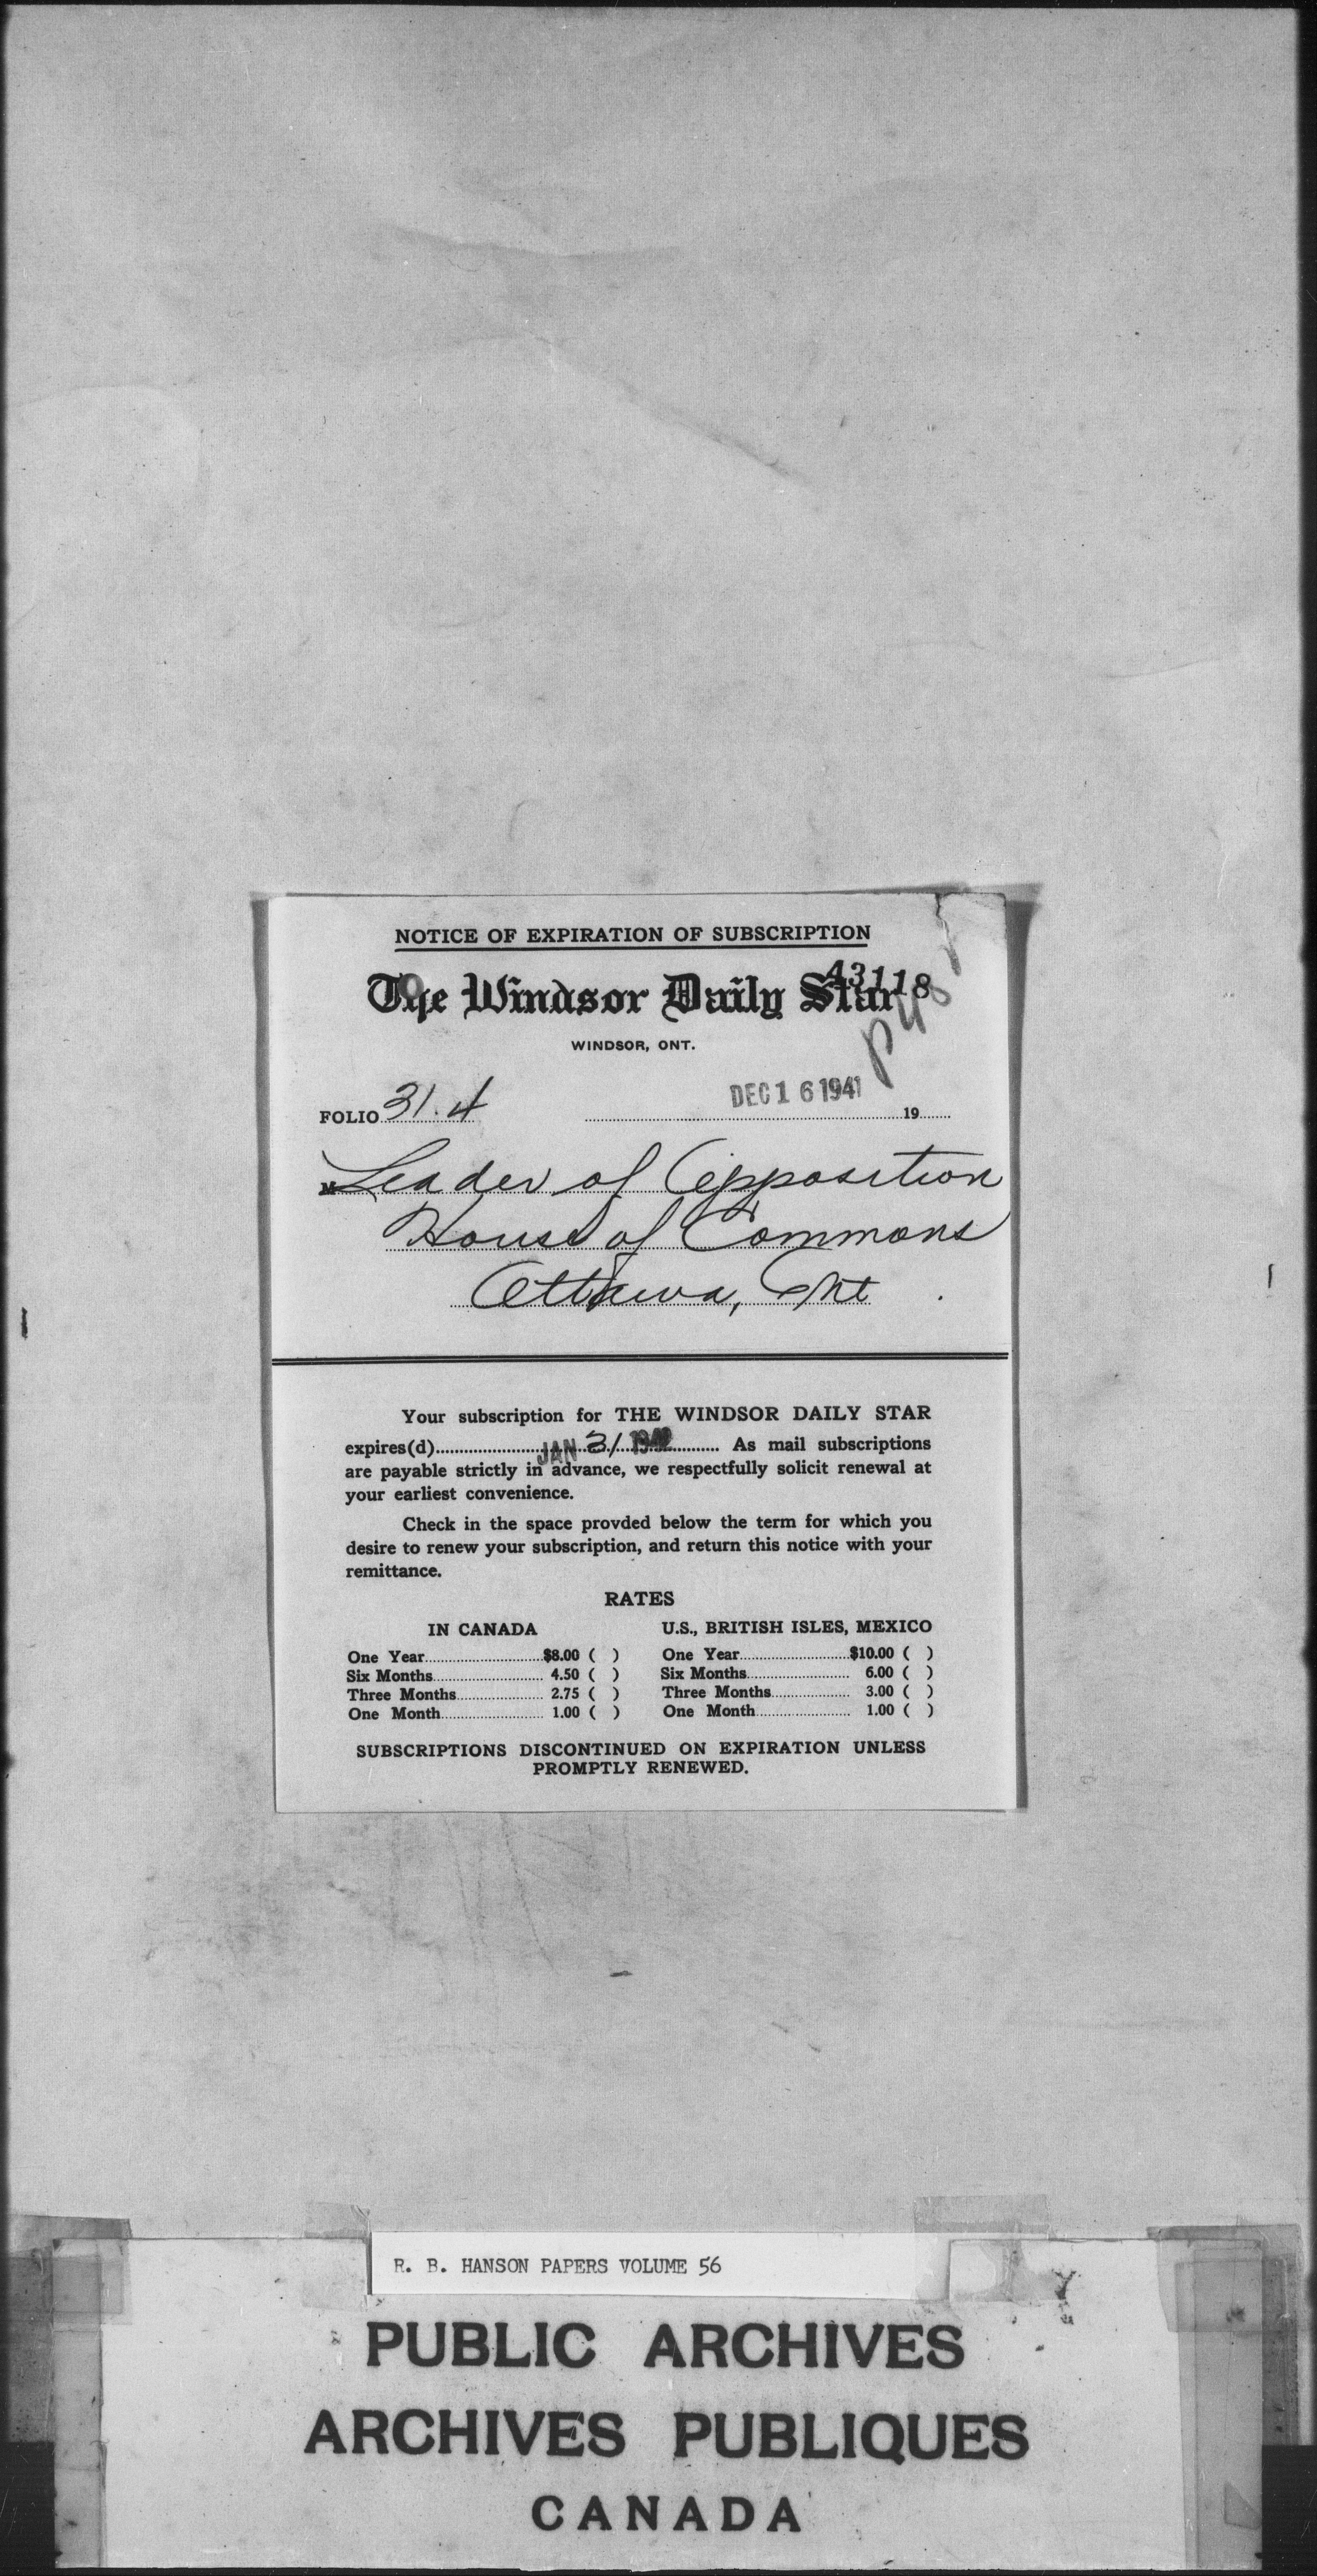 NOTICE OF EXPIRATION OF SUBSCRIPTION
43118
The Windsor Daily Star
WINDSOR, ONT.
DEC 16 1941
FOLIO 31.4 19
M Leader of Opposition
House of Commons
Ottawa, Ont
Your subscription for THE WINDSOR DAILY STAR
expires(d) JAN 31 1942 As mail subscriptions
are payable strictly in advance, we respectfully solicit renewal at
your earliest convenience.
Check in the space provded below the term for which you
desire to renew your subscription, and return this notice with your
remittance.
RATES
IN CANADA U.S., BRITISH ISLES, MEXICO
One Year $8.00 ( ) One Year $10.00 ( )
Six Months 4.50 ( ) Six Months 6.00 ( )
Three Months 2.75 ( ) Three Months 3.00 ( )
One Month 1.00 ( ) One Month 1.00 ( )
SUBSCRIPTIONS DISCONTINUED ON EXPIRATION UNLESS
PROMPTLY RENEWED.
R. B. HANSON PAPERS VOLUME 56
PUBLIC ARCHIVES
ARCHIVES PUBLIQUES
CANADA